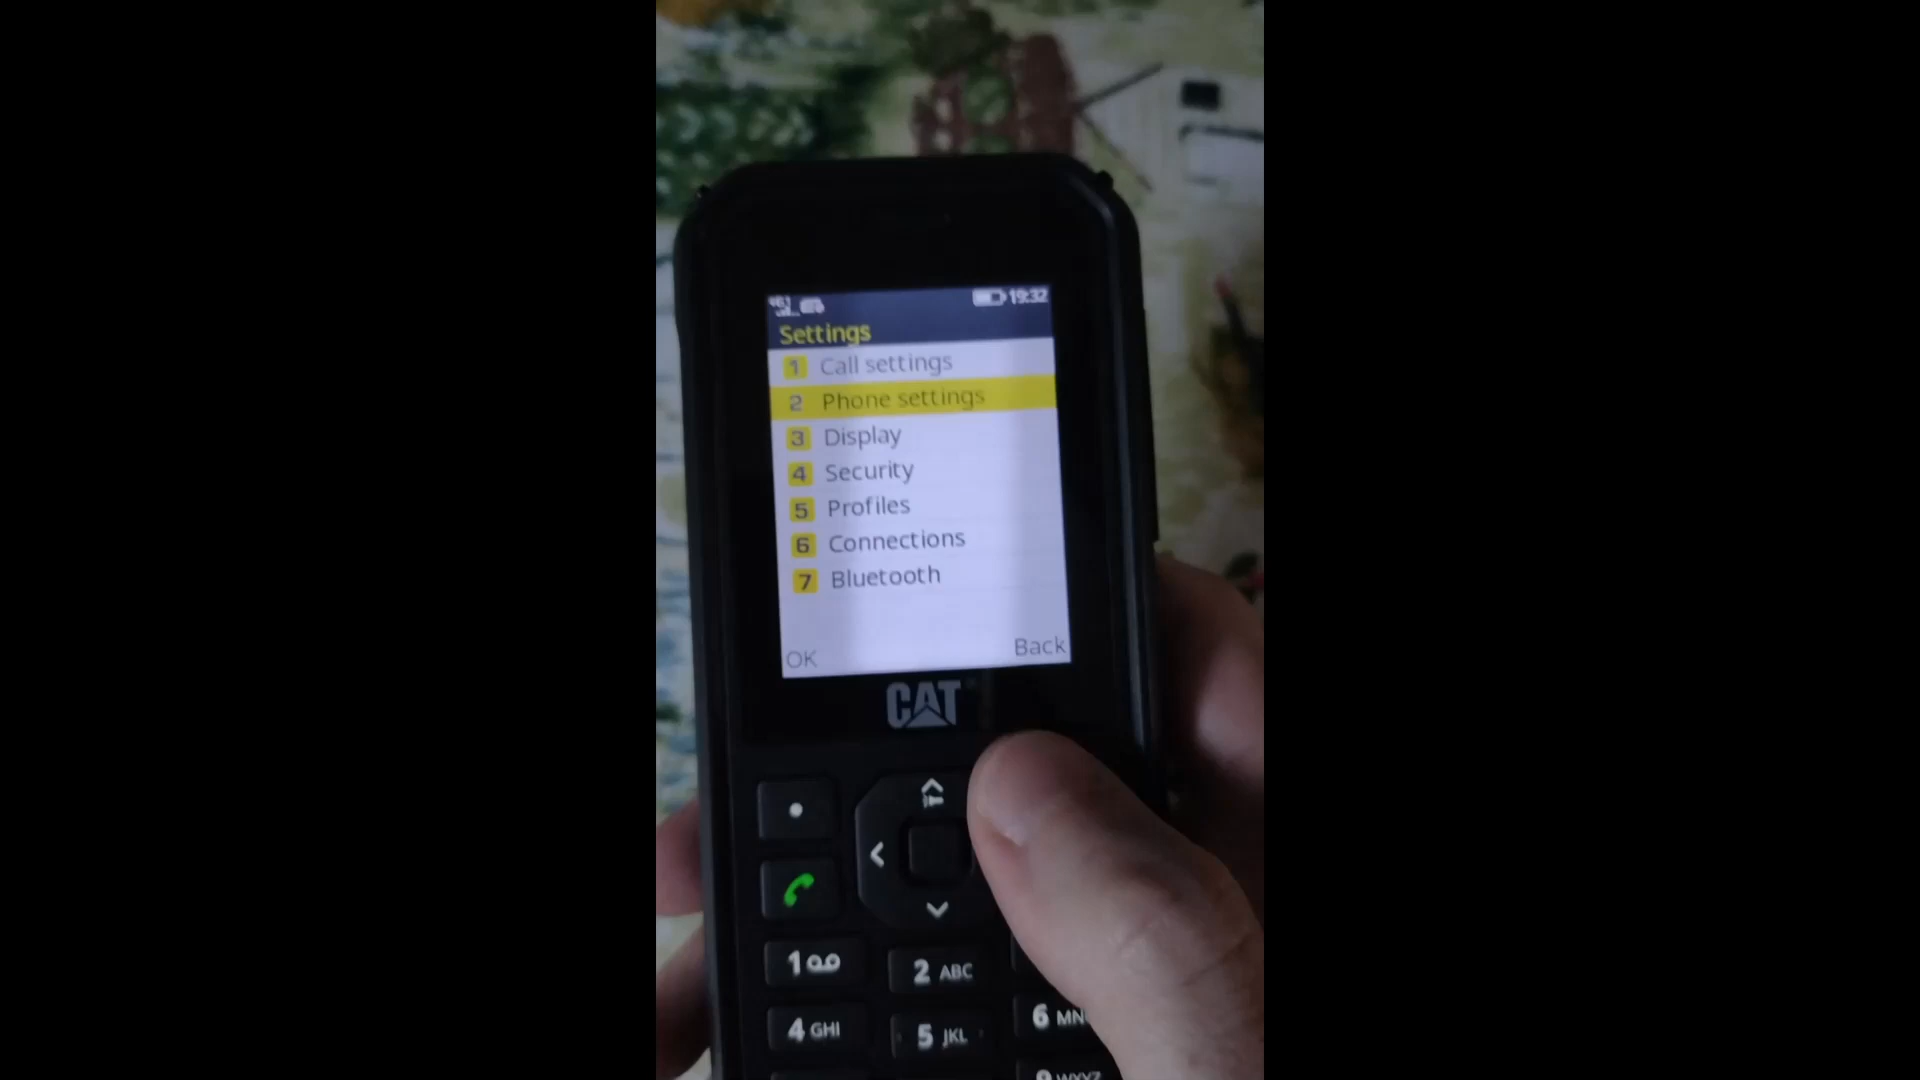 19:32
Settings
1 Call settings
2 Phone settings
3 Display
4 Security
5 Profiles
6 Connections
7 Bluetooth
OK Back
CAT
1
2 ABC
4 GHI
5 JKL
6 MN